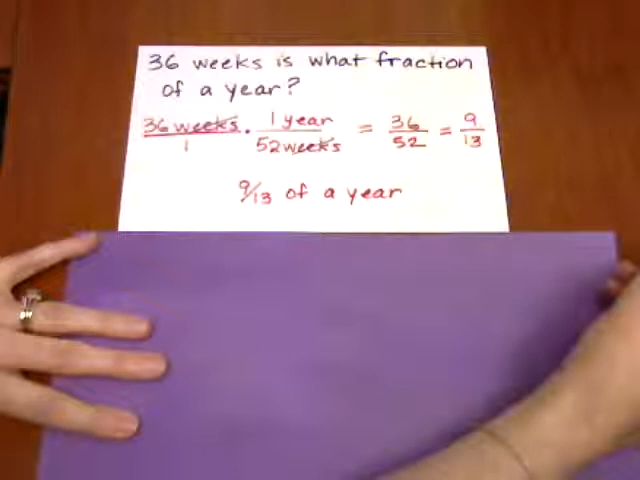 36 weeks is what fraction
of a year?
36 weeks/1 · 1 year/52 weeks = 36/52 = 9/13
9/13 of a year